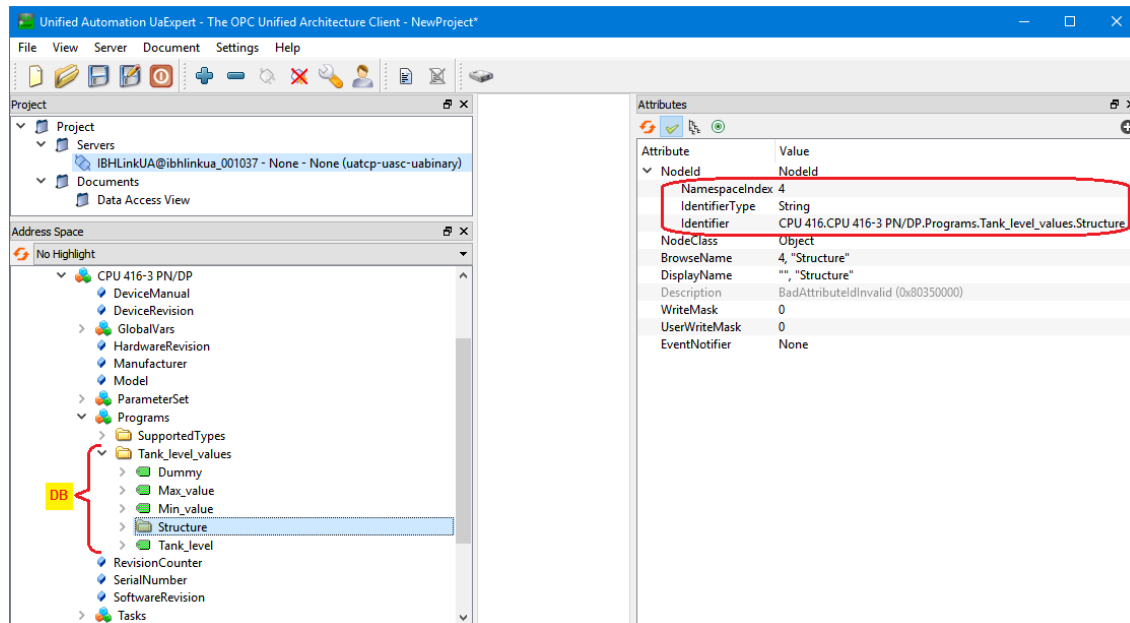 Unified Automation UaExpert - The OPC Unified Architecture Client - NewProject*
File View Server Document Settings Help
Project
Project
Servers
IBHLinkUA@ibhlinkua_001037 - None - None (uatcp-uasc-uabinary)
Documents
Data Access View
Address Space
No Highlight
CPU 416-3 PN/DP
DeviceManual
DeviceRevision
GlobalVars
HardwareRevision
Manufacturer
Model
ParameterSet
Programs
SupportedTypes
Tank_level_values
Dummy
Max_value
Min_value
Structure
Tank_level
DB
RevisionCounter
SerialNumber
SoftwareRevision
Tasks
Attributes
Attribute Value
NodeId NodeId
NamespaceIndex 4
IdentifierType String
Identifier CPU 416.CPU 416-3 PN/DP.Programs.Tank_level_values.Structure
NodeClass Object
BrowseName 4, "Structure"
DisplayName "", "Structure"
Description BadAttributeIdInvalid (0x80350000)
WriteMask 0
UserWriteMask 0
EventNotifier None